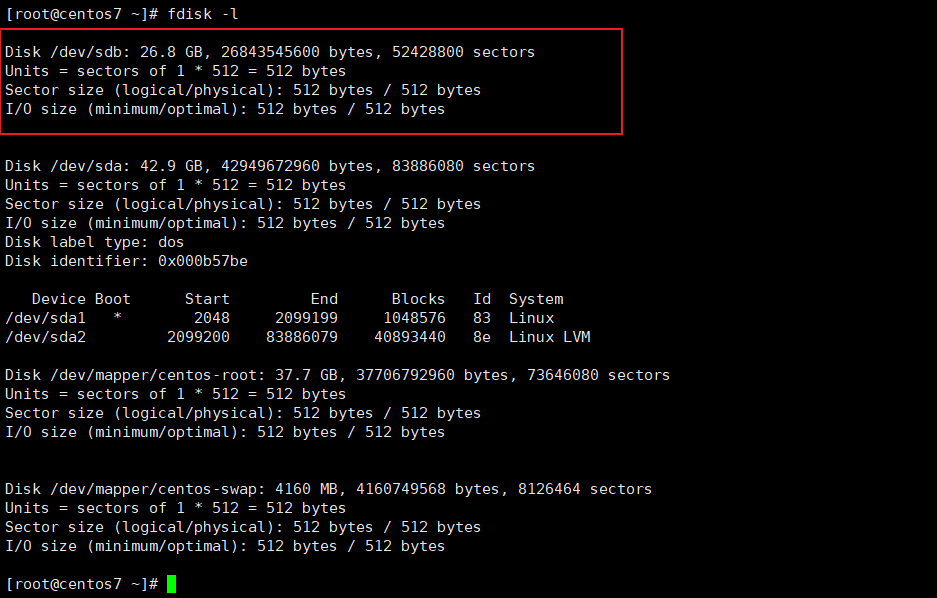 [root@centos7 ~]# fdisk -l
Disk /dev/sdb: 26.8 GB, 26843545600 bytes, 52428800 sectors
Units = sectors of 1 * 512 = 512 bytes
Sector size (logical/physical): 512 bytes / 512 bytes
I/O size (minimum/optimal): 512 bytes / 512 bytes
Disk /dev/sda: 42.9 GB, 42949672960 bytes, 83886080 sectors
Units = sectors of 1 * 512 = 512 bytes
Sector size (logical/physical): 512 bytes / 512 bytes
I/O size (minimum/optimal): 512 bytes / 512 bytes
Disk label type: dos
Disk identifier: 0x000b57be
   Device Boot      Start         End      Blocks   Id  System
/dev/sda1   *        2048     2099199     1048576   83  Linux
/dev/sda2         2099200    83886079    40893440   8e  Linux LVM
Disk /dev/mapper/centos-root: 37.7 GB, 37706792960 bytes, 73646080 sectors
Units = sectors of 1 * 512 = 512 bytes
Sector size (logical/physical): 512 bytes / 512 bytes
I/O size (minimum/optimal): 512 bytes / 512 bytes
Disk /dev/mapper/centos-swap: 4160 MB, 4160749568 bytes, 8126464 sectors
Units = sectors of 1 * 512 = 512 bytes
Sector size (logical/physical): 512 bytes / 512 bytes
I/O size (minimum/optimal): 512 bytes / 512 bytes
[root@centos7 ~]#